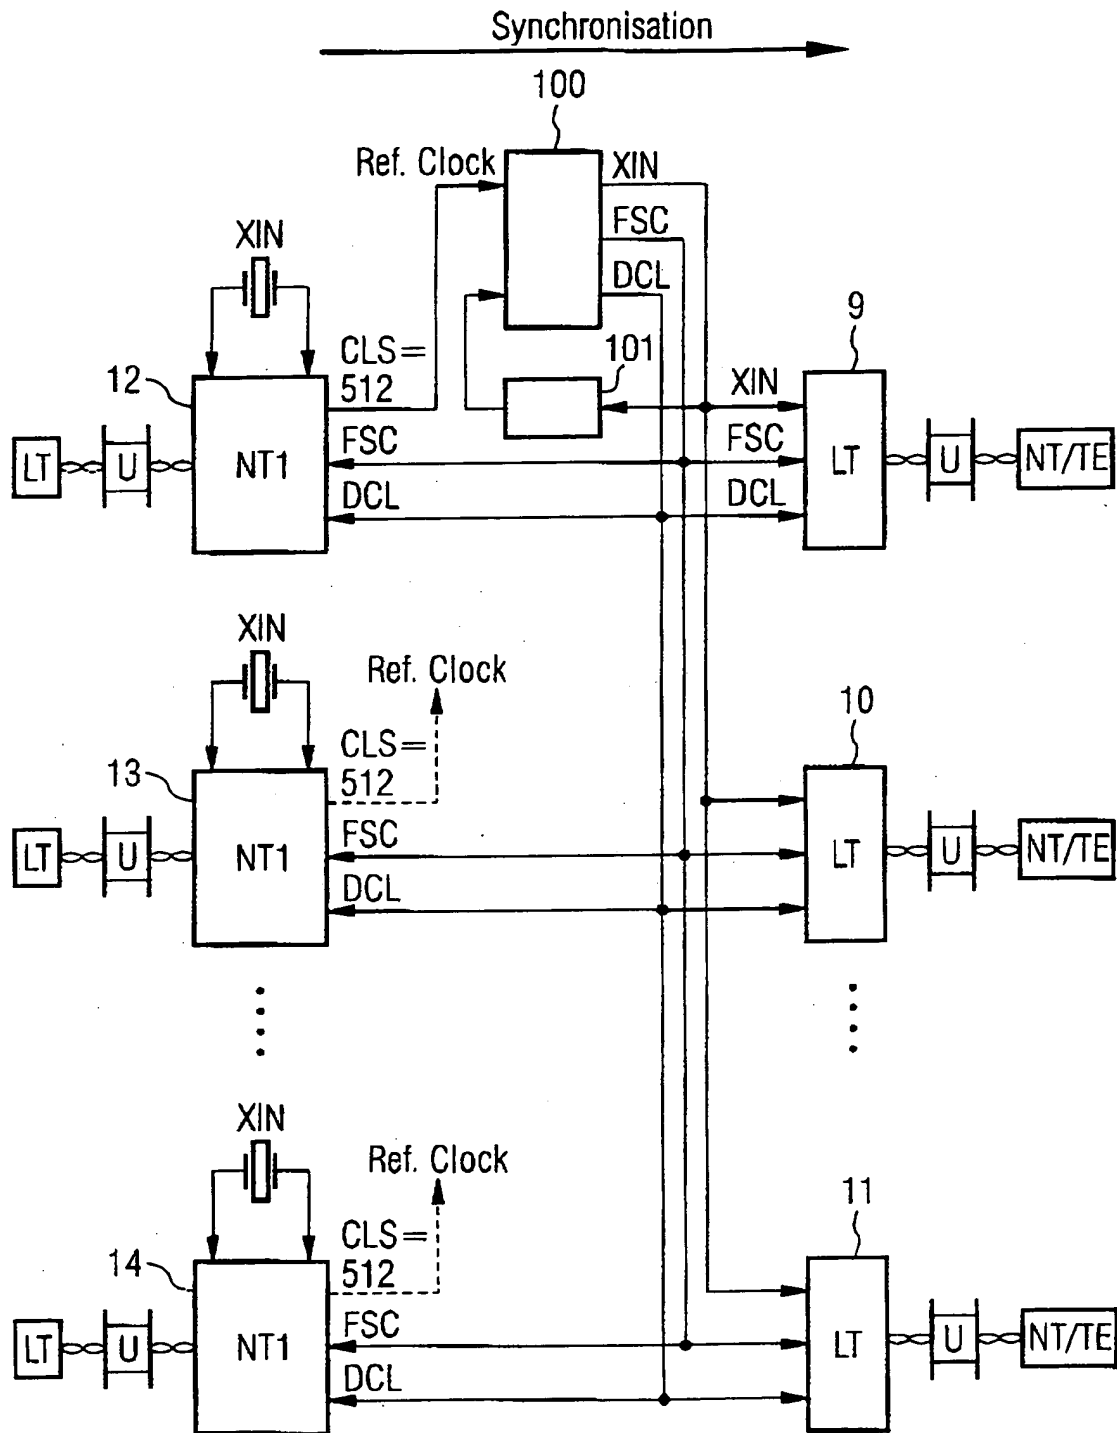 Synchronisation
100
Ref. Clock
XIN
FSC
DCL
XIN
9
101
CLS=
512
12
XIN
FSC
FSC
DCL
DCL
LT
U
NT1
LT
U
NT/TE
XIN
Ref. Clock
10
CLS=
512
13
FSC
DCL
LT
U
NT1
LT
U
NT/TE
XIN
Ref. Clock
11
CLS=
512
14
FSC
DCL
LT
U
NT1
LT
U
NT/TE